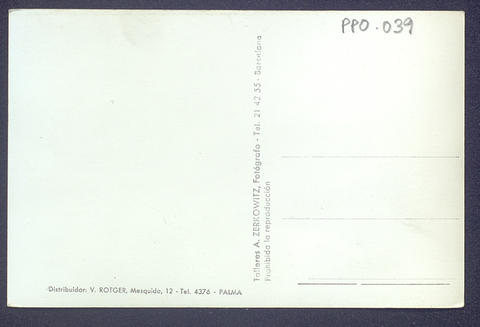 PPO.039
Talleres A. ZERKOWITZ, Fotógrafo - Tel. 21 42 55 - Barcelona
Prohibida la reproducción
Distribuidor: V. ROTGER, Mesquida, 12 - Tel. 4376 - PALMA